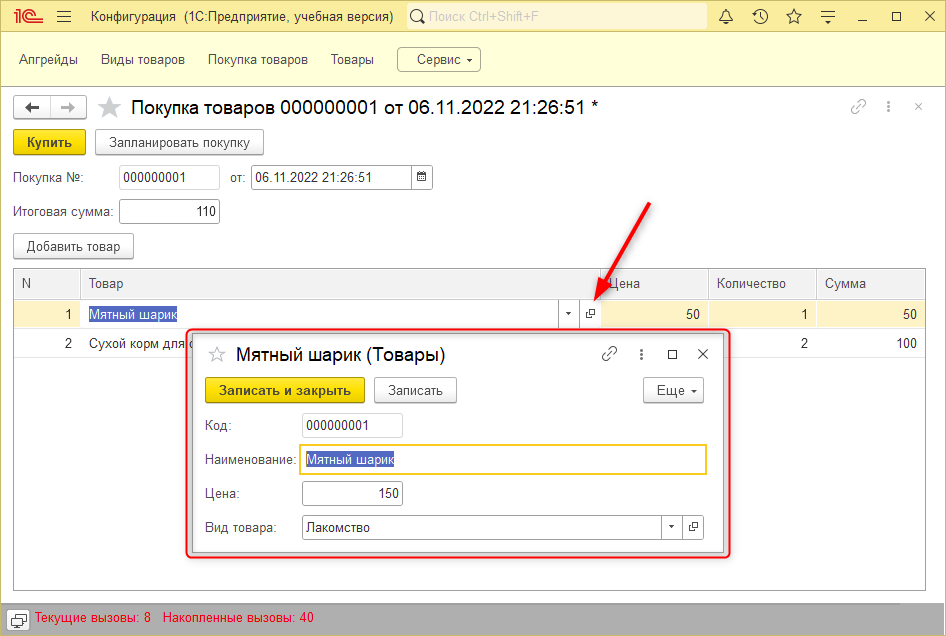 1С Конфигурация (1С:Предприятие, учебная версия) Поиск Ctrl+Shift+F
Апгрейды Виды товаров Покупка товаров Товары Сервис
Покупка товаров 000000001 от 06.11.2022 21:26:51 *
Купить Запланировать покупку
Покупка №: 000000001 от: 06.11.2022 21:26:51
Итоговая сумма: 110
Добавить товар
N Товар Цена Количество Сумма
1 Мятный шарик 50 1 50
2 Сухой корм для 2 100
Мятный шарик (Товары)
Записать и закрыть Записать Еще
Код: 000000001
Наименование: Мятный шарик
Цена: 150
Вид товара: Лакомство
Текущие вызовы: 8 Накопленные вызовы: 40